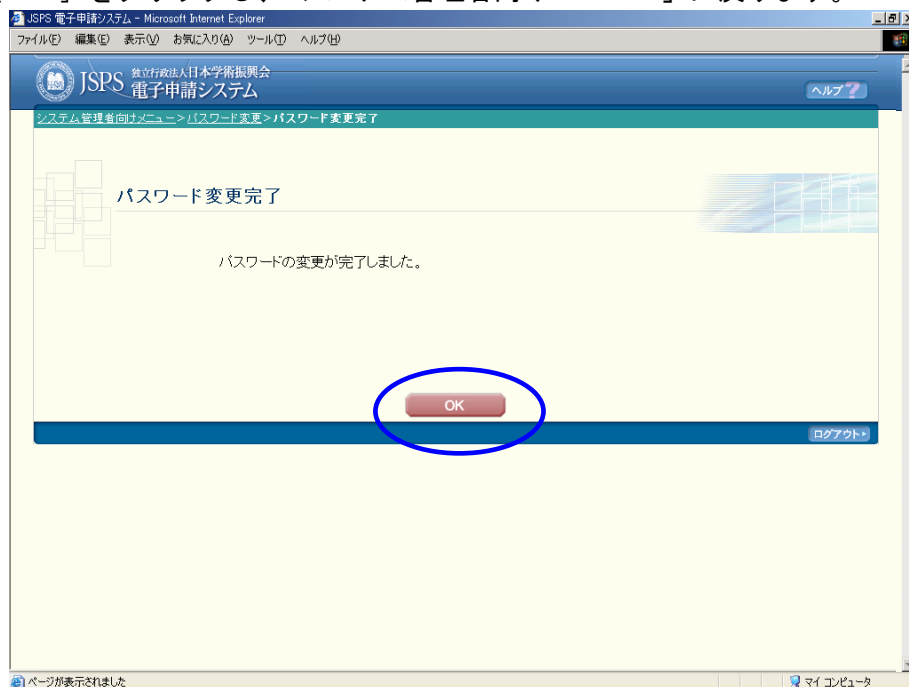 JSPS 電子申請システム - Microsoft Internet Explorer
ファイル(F) 編集(E) 表示(V) お気に入り(A) ツール(T) ヘルプ(H)
JSPS 独立行政法人日本学術振興会
電子申請システム
ヘルプ ?
システム管理者向けメニュー>パスワード変更>パスワード変更完了
パスワード変更完了
パスワードの変更が完了しました。
OK
ログアウト
ページが表示されました マイ コンピュータ